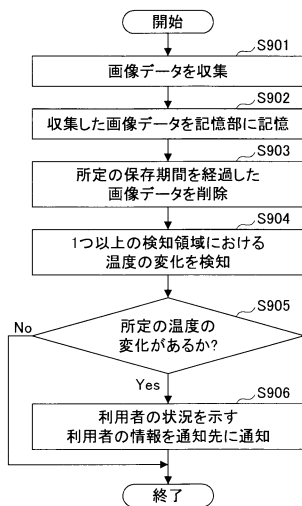 開始
S901
画像データを収集
S902
収集した画像データを記憶部に記憶
S903
所定の保存期間を経過した
画像データを削除
S904
1つ以上の検知領域における
温度の変化を検知
S905
所定の温度の
変化があるか?
No
Yes
S906
利用者の状況を示す
利用者の情報を通知先に通知
終了